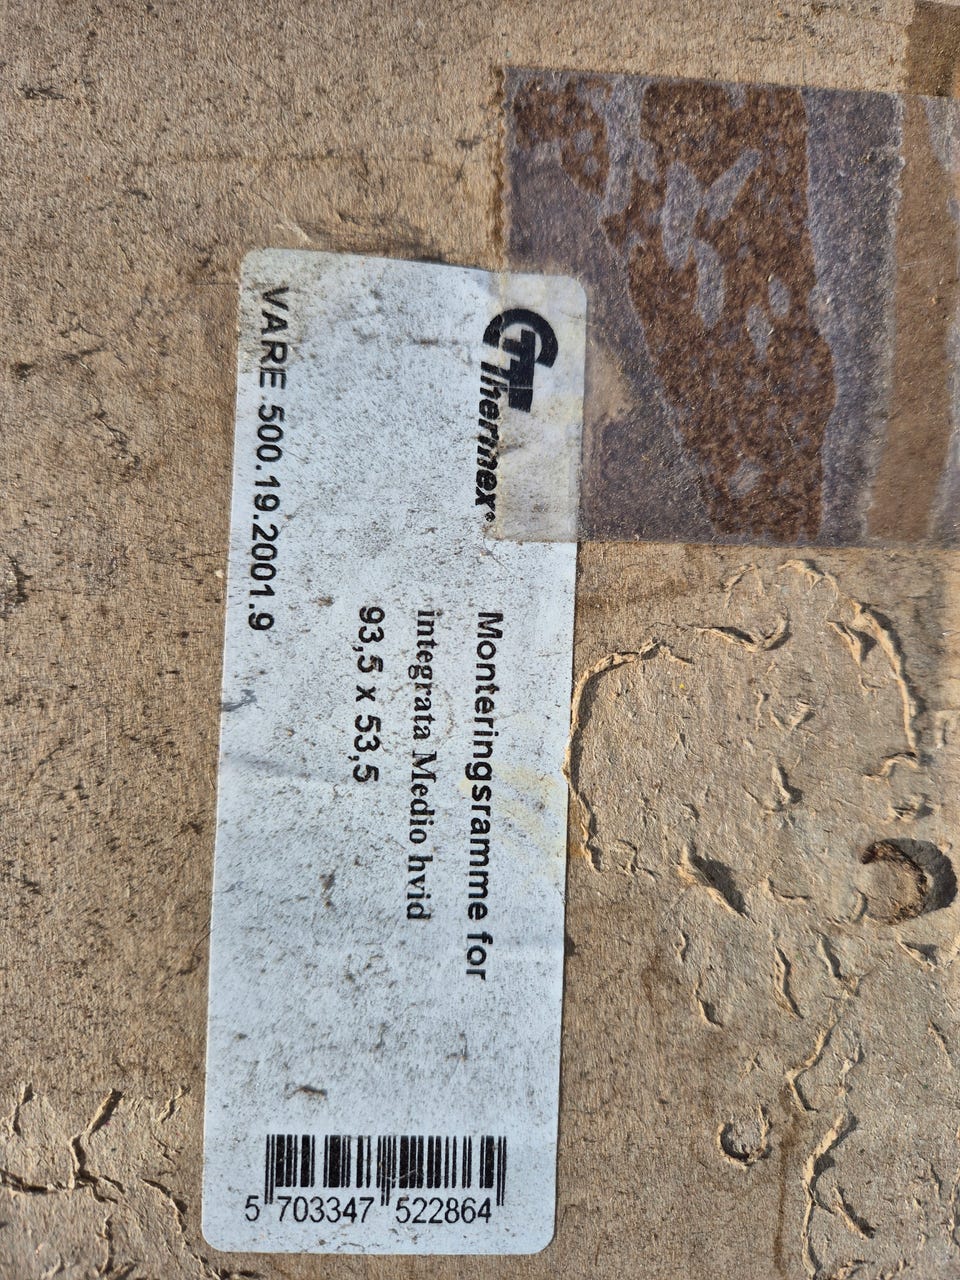 Thermex®
Monteringsramme for
integrata Medio hvid
93,5 x 53,5
VARE 500.19.2001.9
5 703347 522864